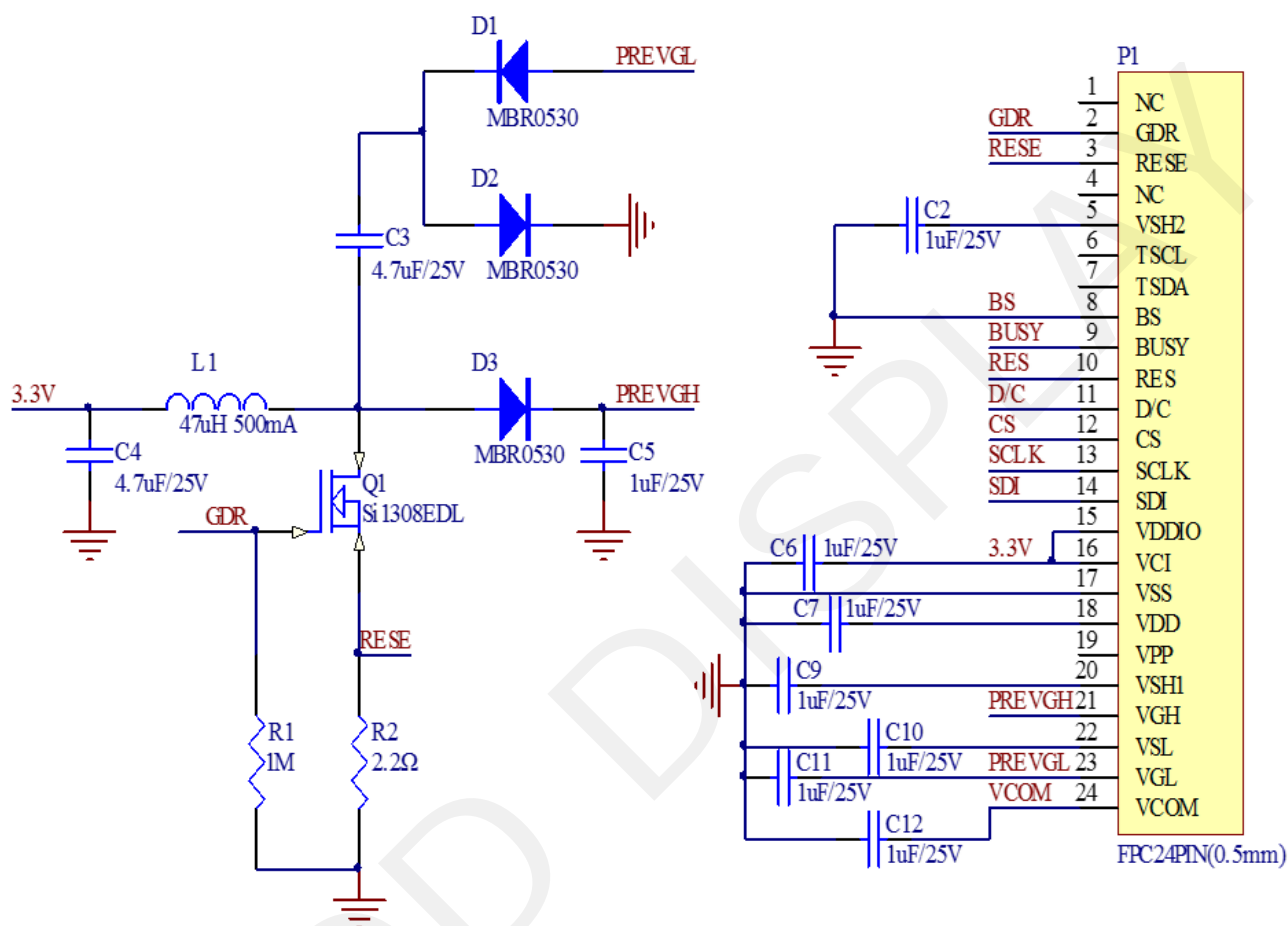 D1
PREVGL
MBR0530
D2
C3
4.7uF/25V
MBR0530
L1
D3
3.3V
PREVGH
47uH 500mA
C4
MBR0530
C5
4.7uF/25V
1uF/25V
Q1
Si1308EDL
GDR
RESE
R1
1M
R2
2.2Ω
P1
1 NC
GDR 2 GDR
RESE 3 RESE
4 NC
C2
1uF/25V
5 VSH2
6 TSCL
7 TSDA
BS 8 BS
BUSY 9 BUSY
RES 10 RES
D/C 11 D/C
CS 12 CS
SCLK 13 SCLK
SDI 14 SDI
15 VDDIO
C6 1uF/25V 3.3V 16 VCI
17 VSS
C7 1uF/25V 18 VDD
19 VPP
C9
1uF/25V
20 VSH1
PREVGH 21 VGH
C10
1uF/25V
22 VSL
C11
1uF/25V
PREVGL 23 VGL
VCOM 24 VCOM
C12
1uF/25V
FPC24PIN(0.5mm)
DISPLAY